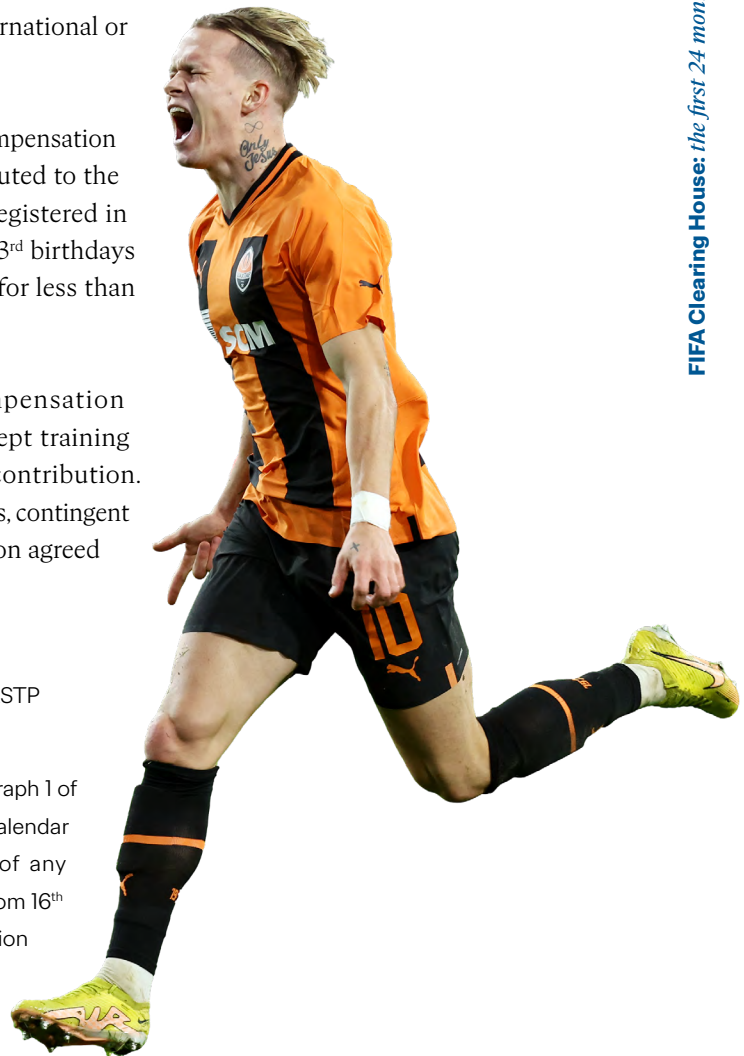 rnational or
mpensation
uted to the
egistered in
3rd birthdays
for less than
pensation
ept training
contribution.
s, contingent
on agreed
STP
raph 1 of
alendar
of any
om 16th
ion
FIFA Clearing House: the first 24 mon
Only
Jesus
SCM
10
AIR